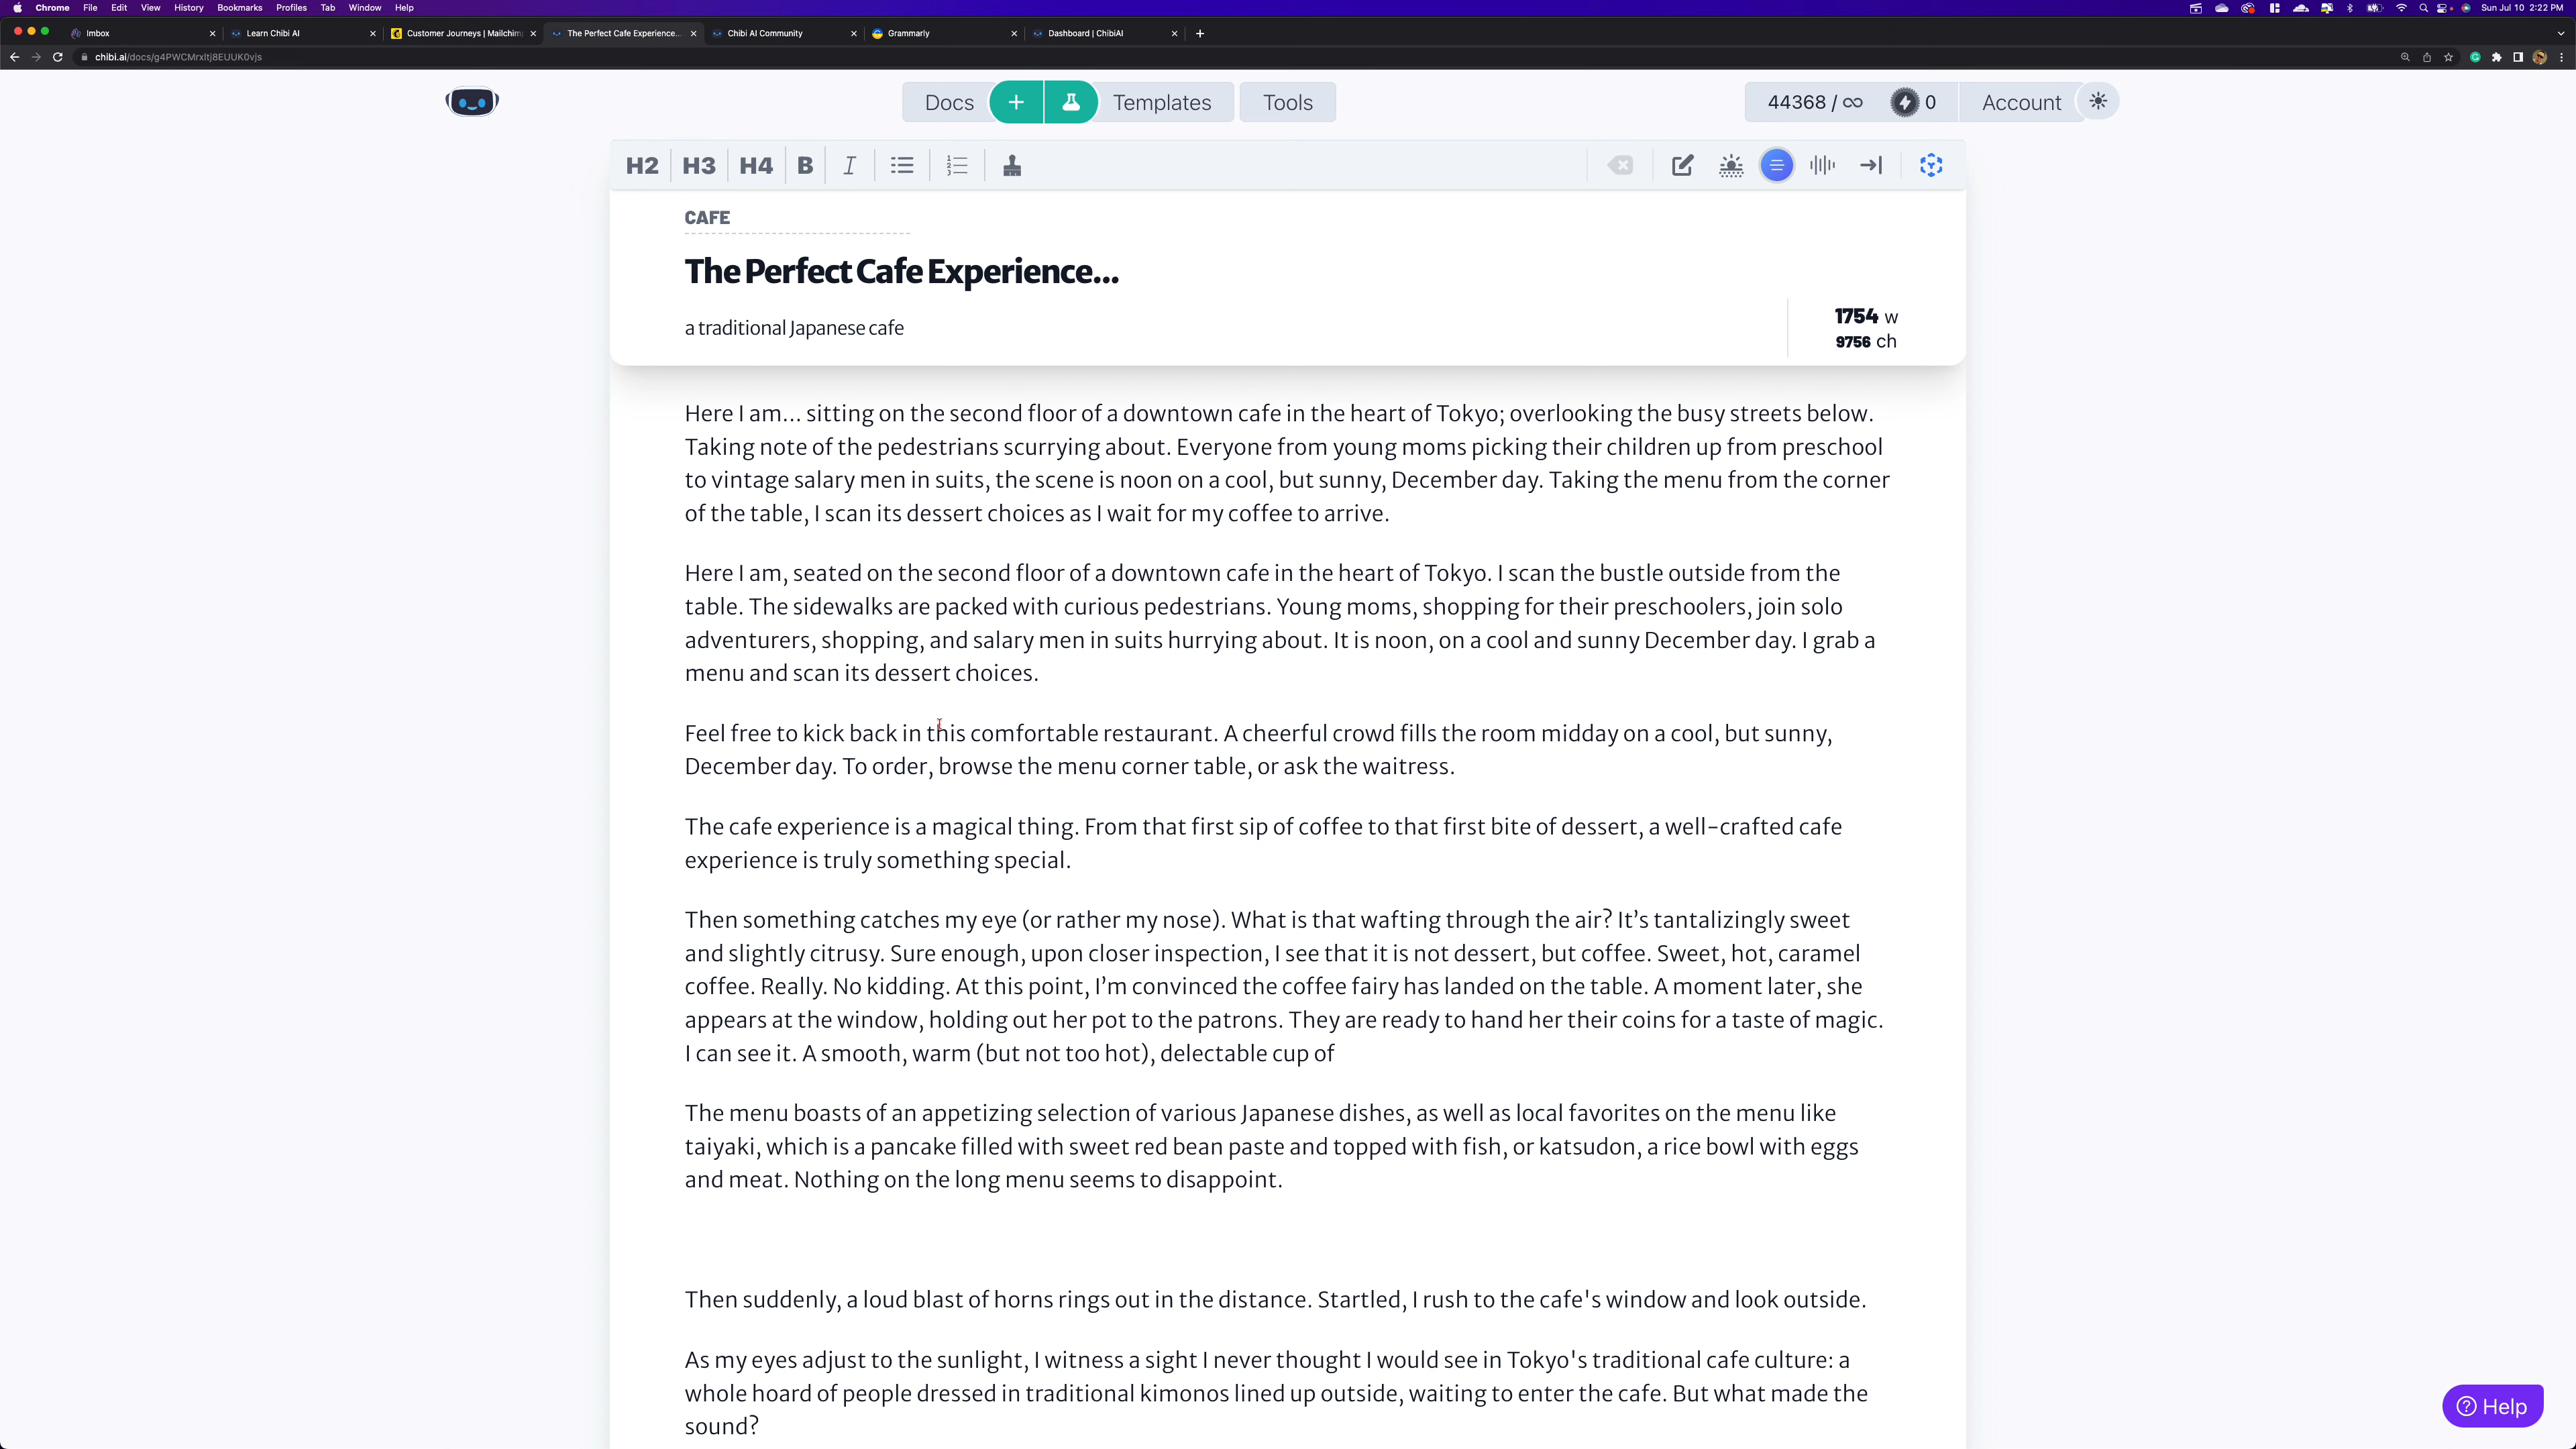 Chrome File Edit View History Bookmarks Profiles Tab Window Help Sun Jul 10 2:22 PM
Imbox Learn Chibi AI Customer Journeys | Mailchim The Perfect Cafe Experience... Chibi AI Community Grammarly Dashboard | ChibiAI
chibi.ai/docs/g4PWCMrxItj8EUUK0vjs
Docs + Templates Tools 44368 / ∞ 0 Account
H2 H3 H4 B I
CAFE
The Perfect Cafe Experience...
a traditional Japanese cafe
1754 w
9756 ch
Here I am... sitting on the second floor of a downtown cafe in the heart of Tokyo; overlooking the busy streets below.
Taking note of the pedestrians scurrying about. Everyone from young moms picking their children up from preschool
to vintage salary men in suits, the scene is noon on a cool, but sunny, December day. Taking the menu from the corner
of the table, I scan its dessert choices as I wait for my coffee to arrive.
Here I am, seated on the second floor of a downtown cafe in the heart of Tokyo. I scan the bustle outside from the
table. The sidewalks are packed with curious pedestrians. Young moms, shopping for their preschoolers, join solo
adventurers, shopping, and salary men in suits hurrying about. It is noon, on a cool and sunny December day. I grab a
menu and scan its dessert choices.
Feel free to kick back in this comfortable restaurant. A cheerful crowd fills the room midday on a cool, but sunny,
December day. To order, browse the menu corner table, or ask the waitress.
The cafe experience is a magical thing. From that first sip of coffee to that first bite of dessert, a well-crafted cafe
experience is truly something special.
Then something catches my eye (or rather my nose). What is that wafting through the air? It's tantalizingly sweet
and slightly citrusy. Sure enough, upon closer inspection, I see that it is not dessert, but coffee. Sweet, hot, caramel
coffee. Really. No kidding. At this point, I'm convinced the coffee fairy has landed on the table. A moment later, she
appears at the window, holding out her pot to the patrons. They are ready to hand her their coins for a taste of magic.
I can see it. A smooth, warm (but not too hot), delectable cup of
The menu boasts of an appetizing selection of various Japanese dishes, as well as local favorites on the menu like
taiyaki, which is a pancake filled with sweet red bean paste and topped with fish, or katsudon, a rice bowl with eggs
and meat. Nothing on the long menu seems to disappoint.
Then suddenly, a loud blast of horns rings out in the distance. Startled, I rush to the cafe's window and look outside.
As my eyes adjust to the sunlight, I witness a sight I never thought I would see in Tokyo's traditional cafe culture: a
whole hoard of people dressed in traditional kimonos lined up outside, waiting to enter the cafe. But what made the
sound?
Help